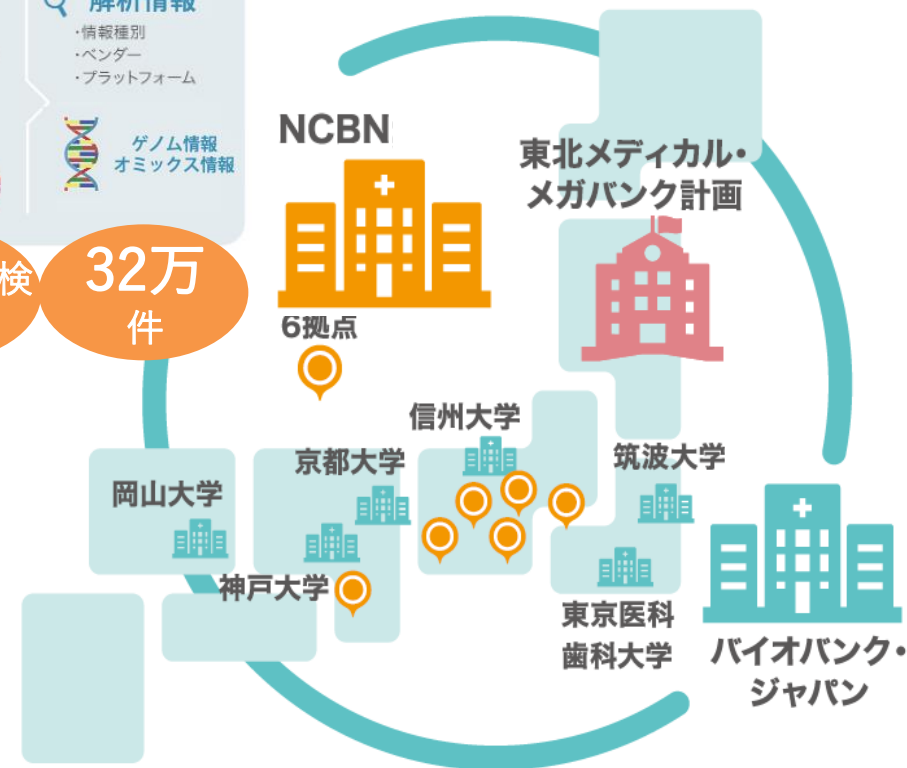 解析情報
・情報種別
・ベンダー
・プラットフォーム
ゲノム情報
オミックス情報
検
32万
件
NCBN
6拠点
東北メディカル・
メガバンク計画
信州大学
京都大学
筑波大学
岡山大学
神戸大学
東京医科
歯科大学
バイオバンク・
ジャパン